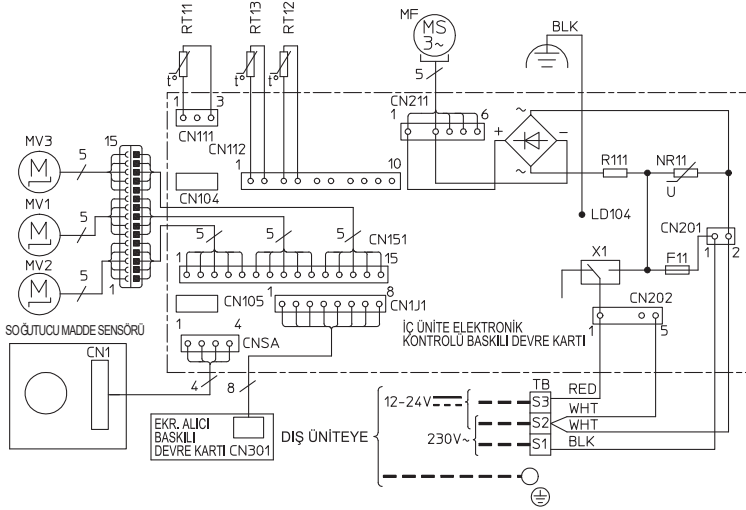 RT11
RT13
RT12
MF
MS
3~
BLK
t°
t°
t°
5
1
3
CN111
CN211
1
6
+
~
−
~
CN112
1
10
R111
NR11
U
MV3
M
5
15
MV1
M
5
MV2
M
5
1
CN104
LD104
CN201
1
2
5
5
5
CN151
1
15
X1
F11
CN105
1
8
CN1J1
CN202
1
5
SOĞUTUCU MADDE SENSÖRÜ
CN1
1
4
CNSA
İÇ ÜNİTE ELEKTRONİK
KONTROLÜ BASKILI DEVRE KARTI
4
8
EKR. ALICI
BASKILI
DEVRE KARTI CN301
DIŞ ÜNİTEYE
12-24V
230V~
TB
S3
S2
S1
RED
WHT
WHT
BLK